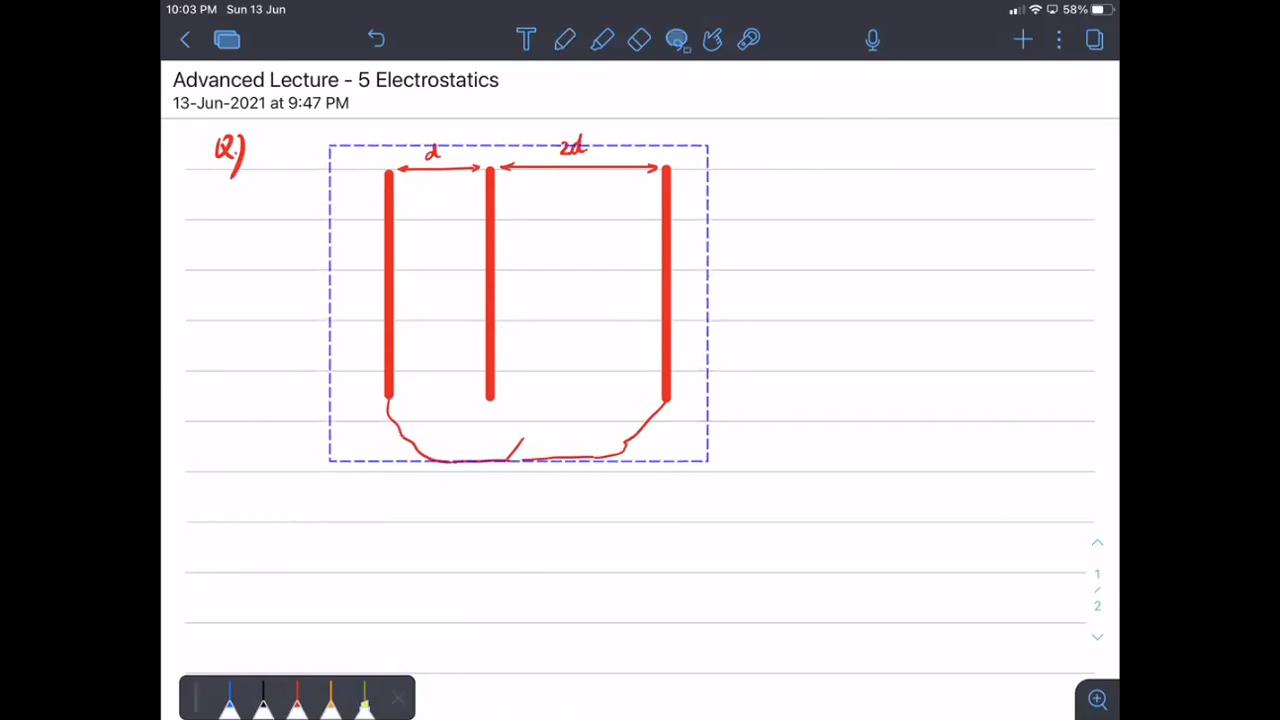 10:03 PM Sun 13 Jun 58%
T
Advanced Lecture - 5 Electrostatics
13-Jun-2021 at 9:47 PM
Q.)
d 2d
1
/
2